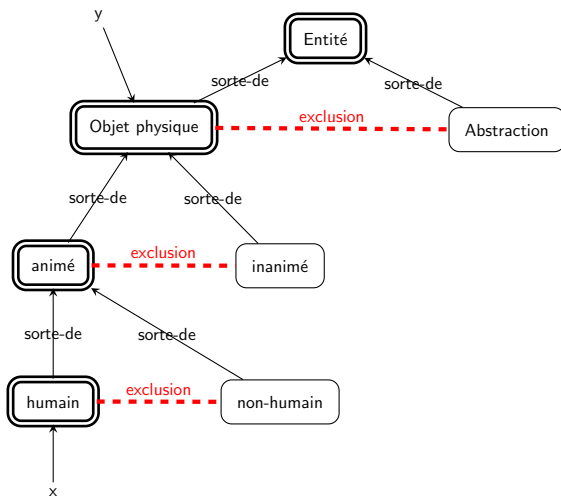 y
Entité
sorte-de
sorte-de
Objet physique
exclusion
Abstraction
sorte-de
sorte-de
animé
exclusion
inanimé
sorte-de
sorte-de
humain
exclusion
non-humain
x